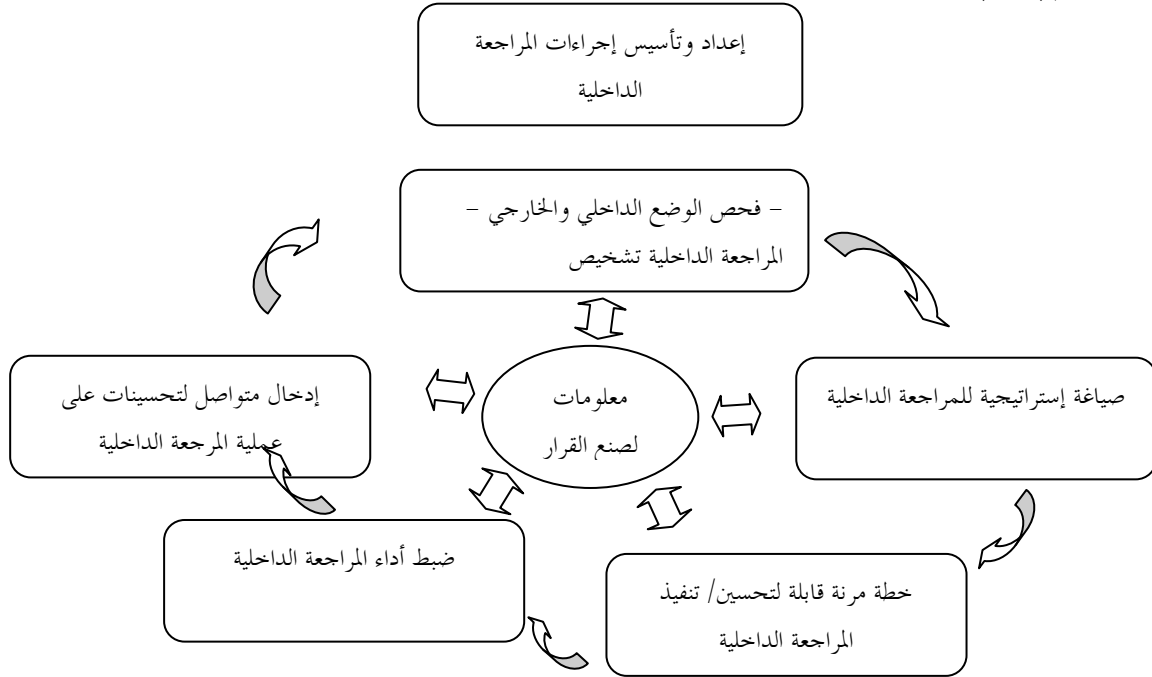 إعداد وتأسيس إجراءات المراجعة
الداخلية
– فحص الوضع الداخلي والخارجي –
المراجعة الداخلية تشخيص
إدخال متواصل لتحسينات على
عملية المرجعة الداخلية
معلومات
لصنع القرار
صياغة إستراتيجية للمراجعة الداخلية
ضبط أداء المراجعة الداخلية
خطة مرنة قابلة لتحسين/ تنفيذ
المراجعة الداخلية